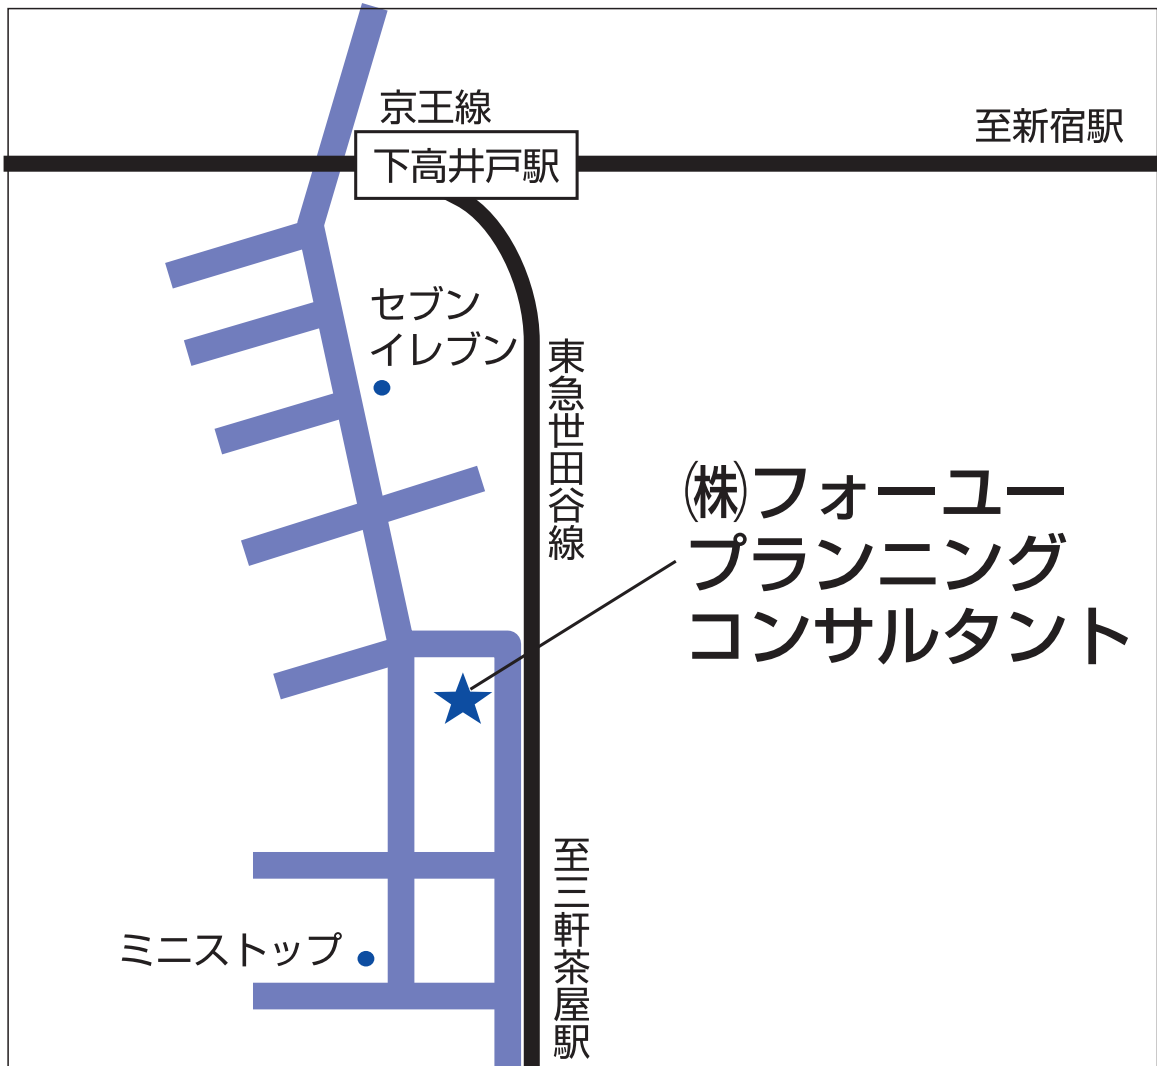 京王線
至新宿駅
下高井戸駅
セブン
イレブン
東急世田谷線
㈱フォーユー
プランニング
コンサルタント
至三軒茶屋駅
ミニストップ